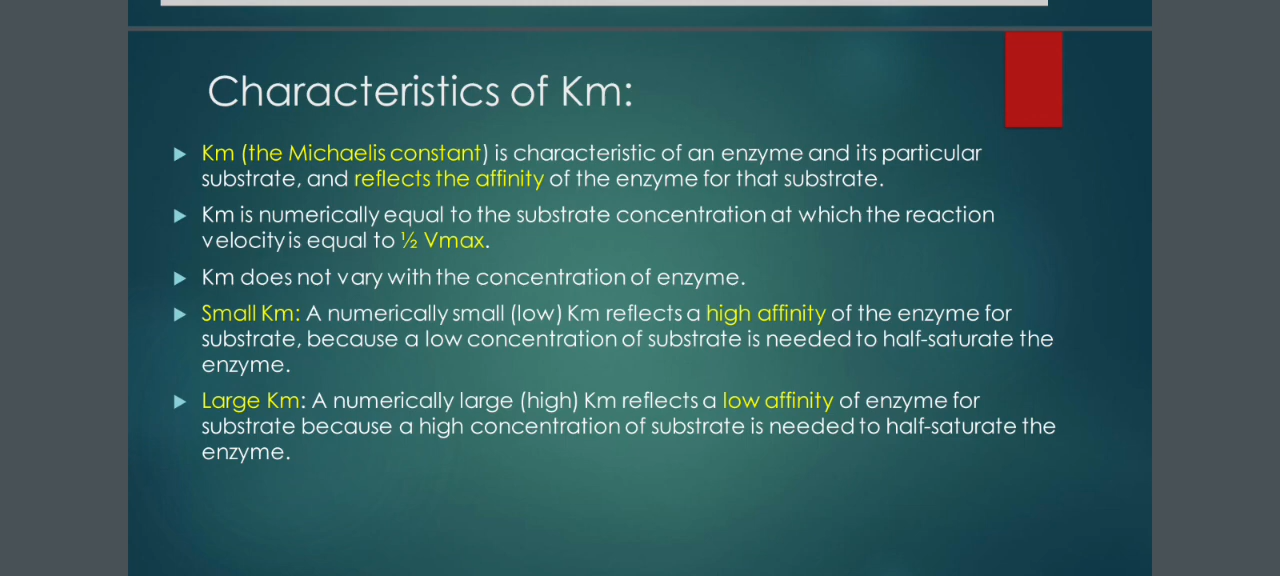 Characteristics of Km:
Km (the Michaelis constant) is characteristic of an enzyme and its particular
substrate, and reflects the affinity of the enzyme for that substrate.
Km is numerically equal to the substrate concentration at which the reaction
velocity is equal to ½ Vmax.
Km does not vary with the concentration of enzyme.
Small Km: A numerically small (low) Km reflects a high affinity of the enzyme for
substrate, because a low concentration of substrate is needed to half-saturate the
enzyme.
Large Km: A numerically large (high) Km reflects a low affinity of enzyme for
substrate because a high concentration of substrate is needed to half-saturate the
enzyme.